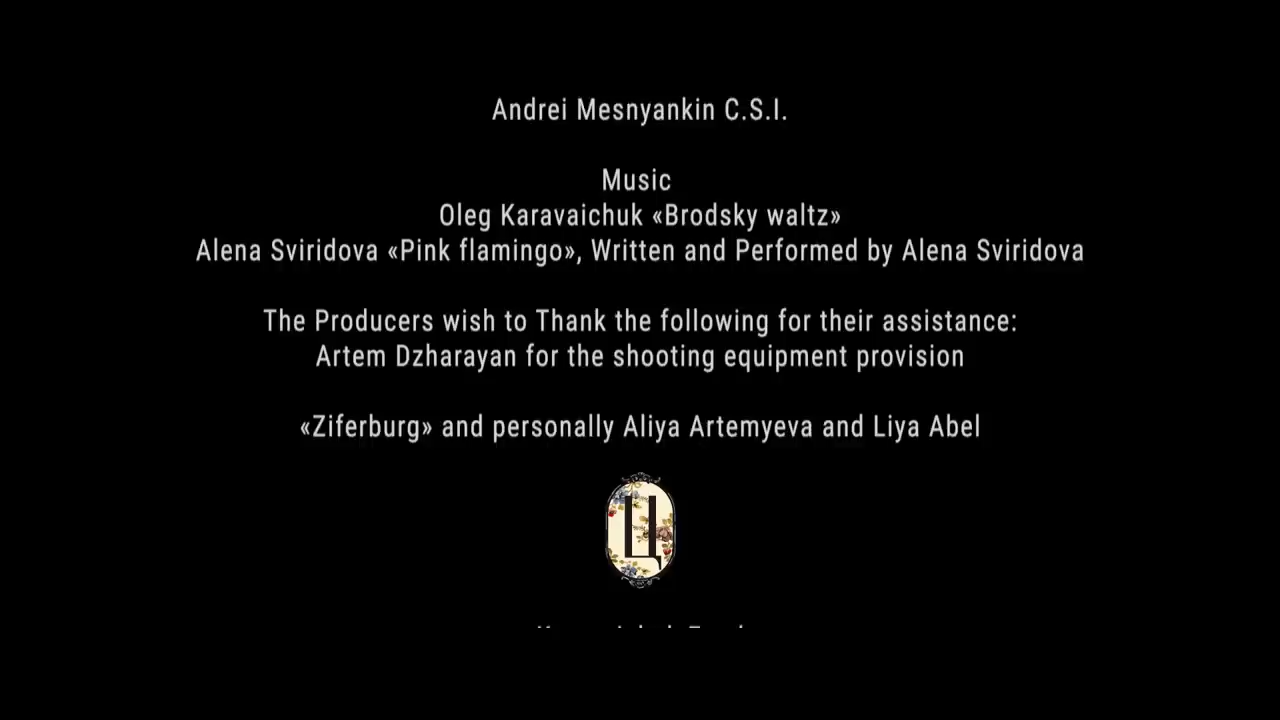 Andrei Mesnyankin C.S.I.
Music
Oleg Karavaichuk «Brodsky waltz»
Alena Sviridova «Pink flamingo», Written and Performed by Alena Sviridova
The Producers wish to Thank the following for their assistance:
Artem Dzharayan for the shooting equipment provision
«Ziferburg» and personally Aliya Artemyeva and Liya Abel
Ц